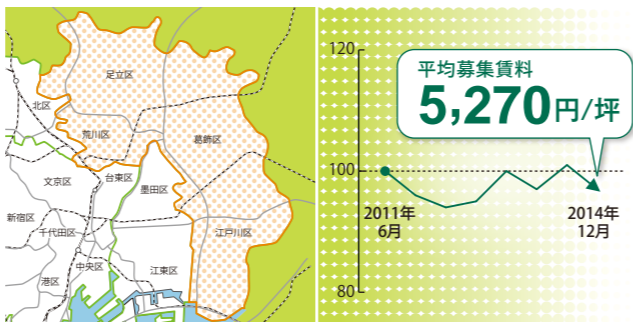 足立区
北区
荒川区
葛飾区
文京区
台東区
墨田区
新宿区
千代田区
江戸川区
中央区
江東区
港区
120
平均募集賃料
5,270円/坪
100
2011年
6月
2014年
12月
80